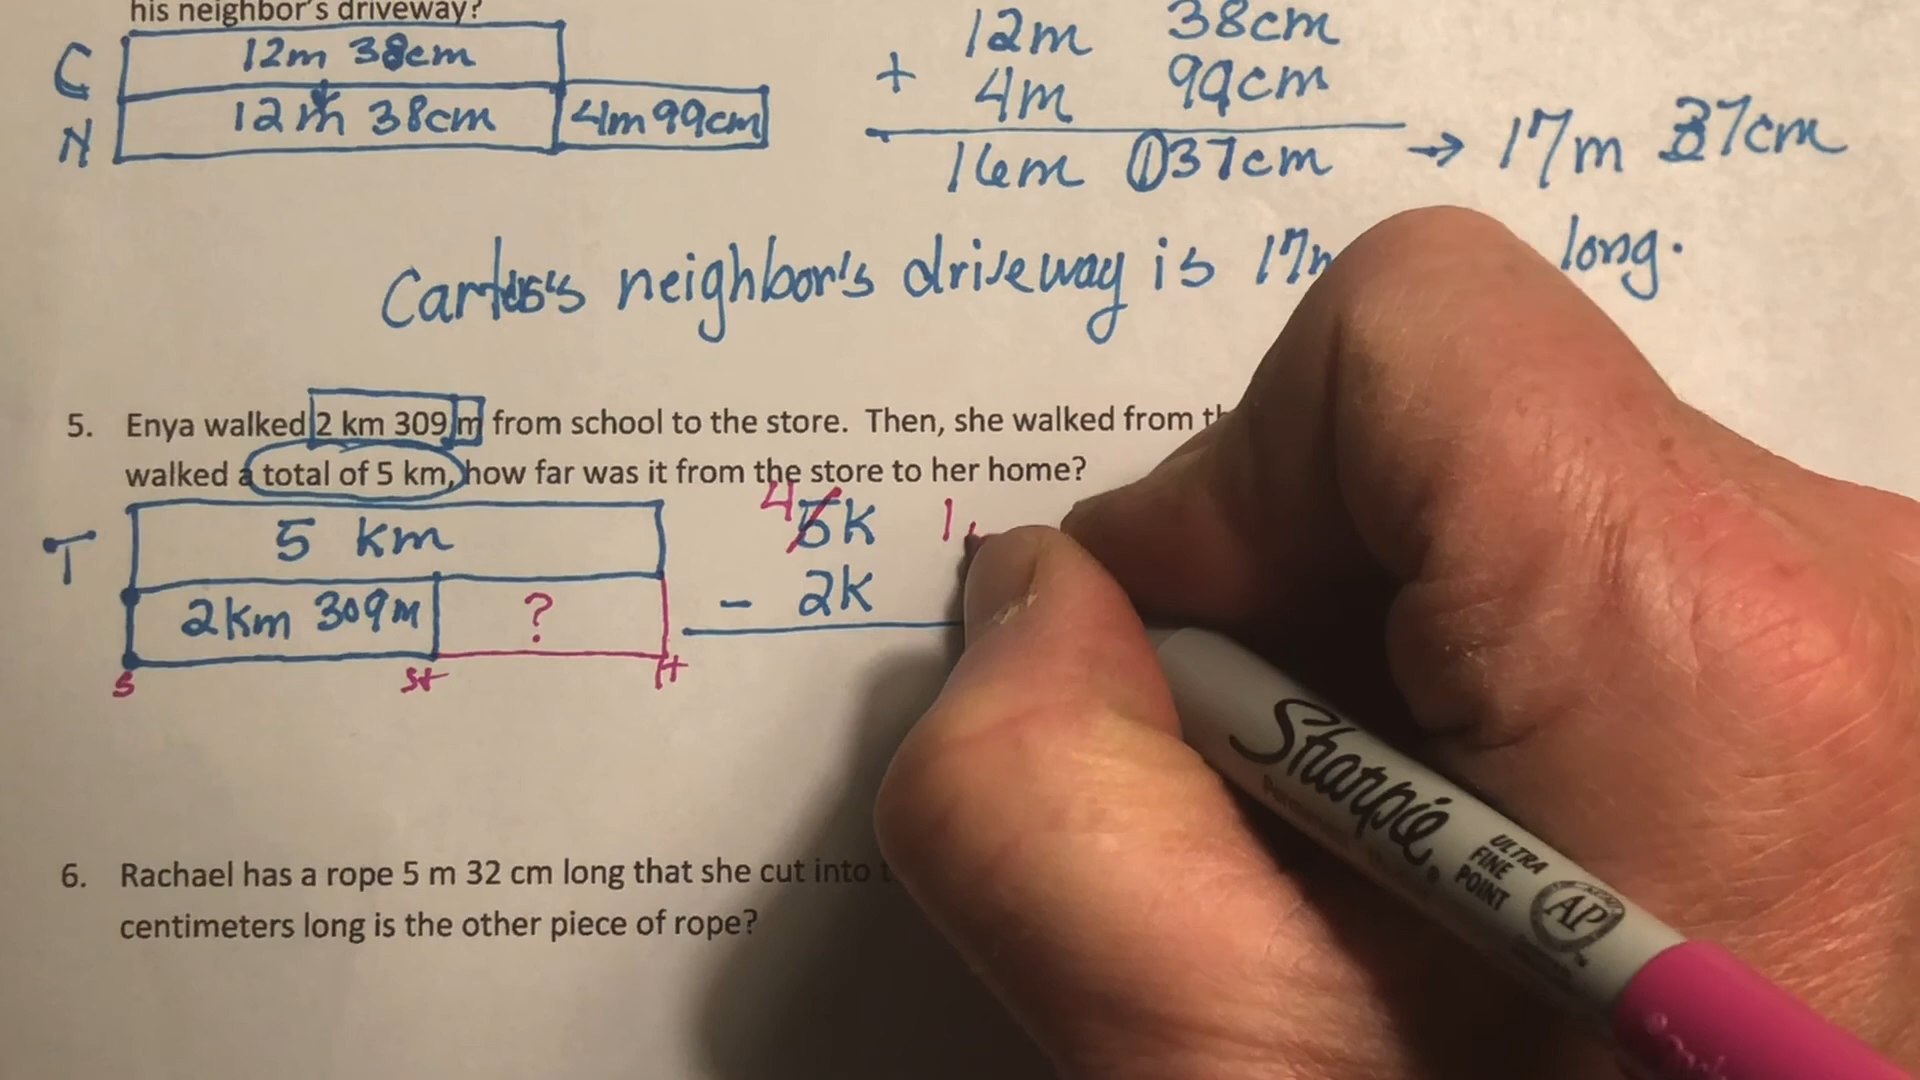 his neighbor's driveway?
C 12m 38cm
N 12m 38cm 4m 99cm
12m 38cm
+ 4m 99cm
16m 137cm → 17m 37cm
neighbor's driveway is 17m long.
5. Enya walked 2 km 309 m from school to the store. Then, she walked from
walked a total of 5 km, how far was it from the store to her home?
T 5 km
2km 309m ?
s st H
4 5k 1
- 2k
6. Rachael has a rope 5 m 32 cm long that she cut into
centimeters long is the other piece of rope?
Sharpie.
ULTRA
FINE
POINT
AP